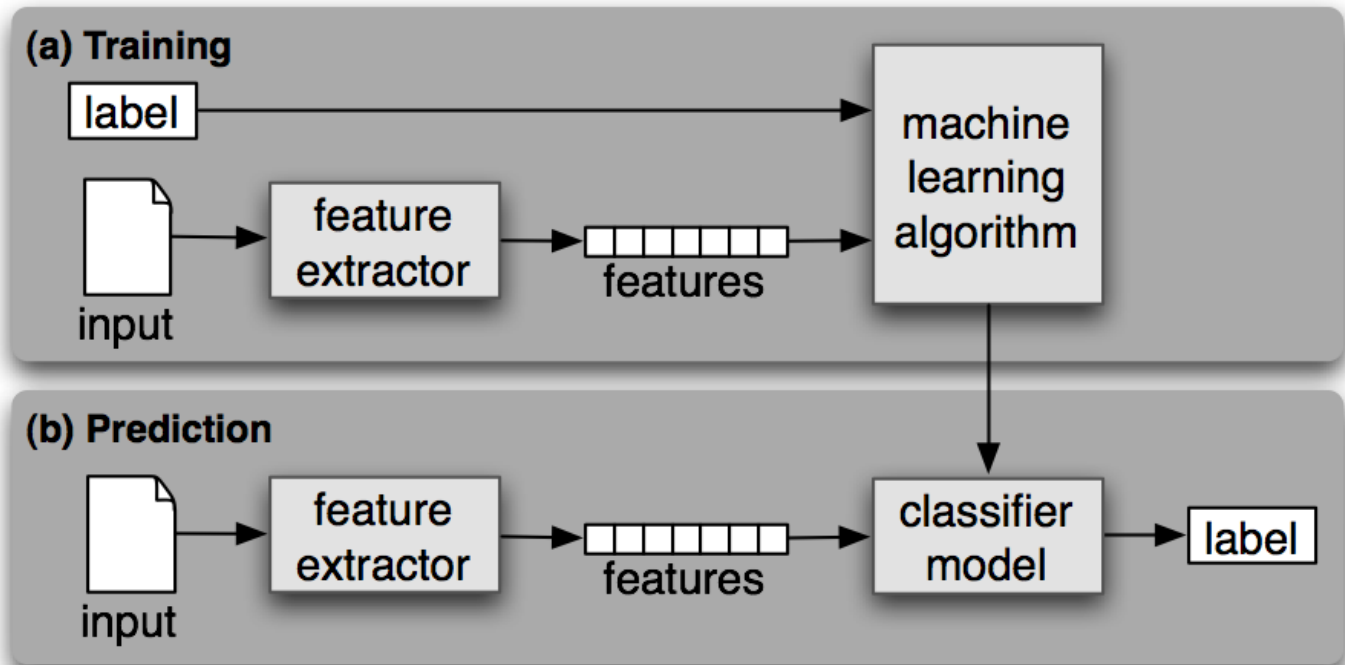 (a) Training
label
machine
learning
algorithm
feature
extractor
features
input
(b) Prediction
feature
extractor
features
input
classifier
model
label